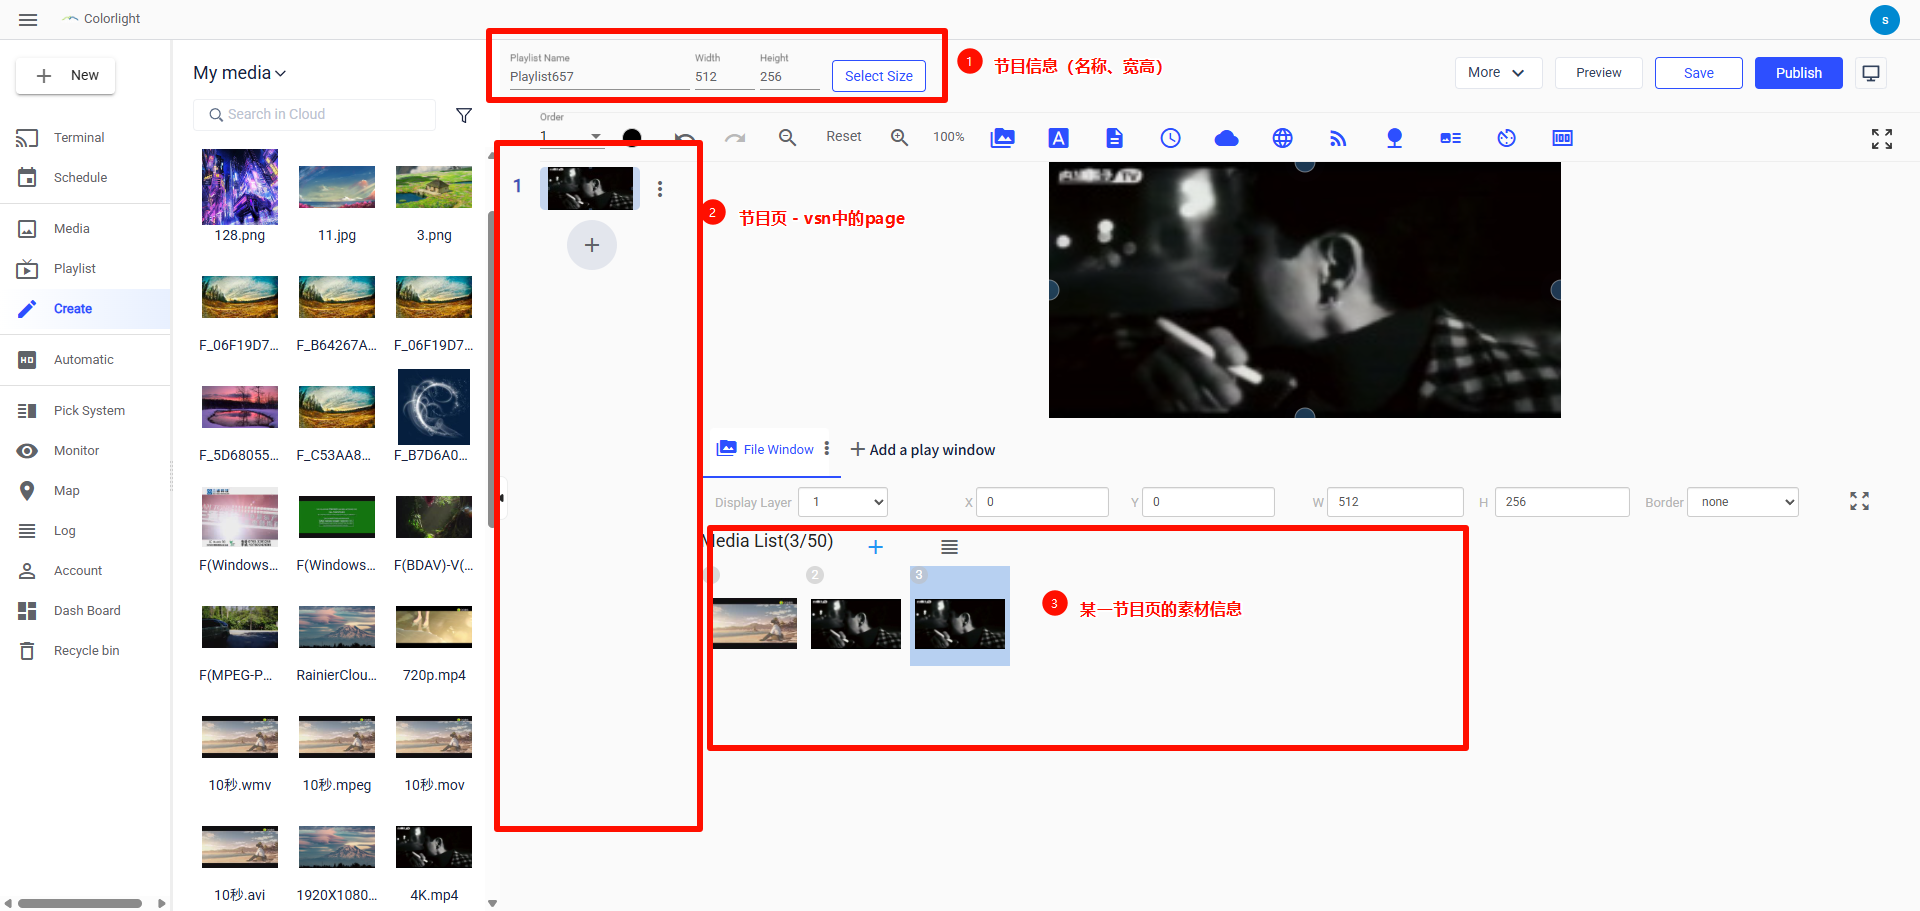 Colorlight
s
New
Terminal
Schedule
Media
Playlist
Create
Automatic
Pick System
Monitor
Map
Log
Account
Dash Board
Recycle bin
My media
Search in Cloud
128.png
11.jpg
3.png
F_06F19D7...
F_B64267A...
F_06F19D7...
F_5D68055...
F_C53AA8...
F_B7D6A0...
F(Windows...
F(Windows...
F(BDAV)-V(...
F(MPEG-P...
RainierClou...
720p.mp4
10秒.wmv
10秒.mpeg
10秒.mov
10秒.avi
1920X1080...
4K.mp4
Playlist Name
Width
Height
Playlist657
512
256
Select Size
1
节目信息（名称、宽高）
More
Preview
Save
Publish
Order
1
Reset
100%
1
2
节目页 - vsn中的page
File Window
Add a play window
Display Layer
1
X
0
Y
0
W
512
H
256
Border
none
Media List(3/50)
2
3
3
某一节目页的素材信息